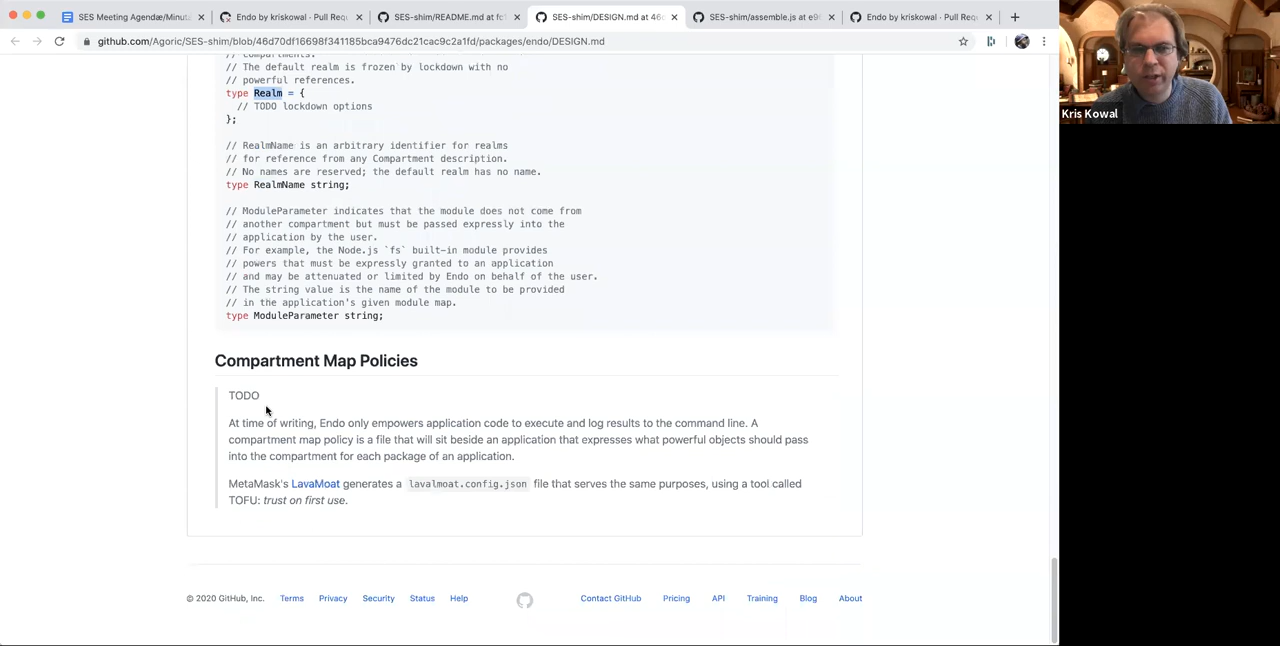 SES Meeting Agendæ/Minut
Endo by kriskowal · Pull Requ
SES-shim/README.md at fc
SES-shim/DESIGN.md at 46
SES-shim/assemble.js at e9
Endo by kriskowal · Pull Requ
github.com/Agoric/SES-shim/blob/46d70df16698f341185bca9476dc21cac9c2a1fd/packages/endo/DESIGN.md
Kris Kowal
// compartments.
// The default realm is frozen by lockdown with no
// powerful references.
type Realm = {
// TODO lockdown options
};
// RealmName is an arbitrary identifier for realms
// for reference from any Compartment description.
// No names are reserved; the default realm has no name.
type RealmName string;
// ModuleParameter indicates that the module does not come from
// another compartment but must be passed expressly into the
// application by the user.
// For example, the Node.js `fs` built-in module provides
// powers that must be expressly granted to an application
// and may be attenuated or limited by Endo on behalf of the user.
// The string value is the name of the module to be provided
// in the application's given module map.
type ModuleParameter string;
Compartment Map Policies
TODO
At time of writing, Endo only empowers application code to execute and log results to the command line. A
compartment map policy is a file that will sit beside an application that expresses what powerful objects should pass
into the compartment for each package of an application.
MetaMask's LavaMoat generates a lavalmoat.config.json file that serves the same purposes, using a tool called
TOFU: trust on first use.
© 2020 GitHub, Inc. Terms Privacy Security Status Help Contact GitHub Pricing API Training Blog About